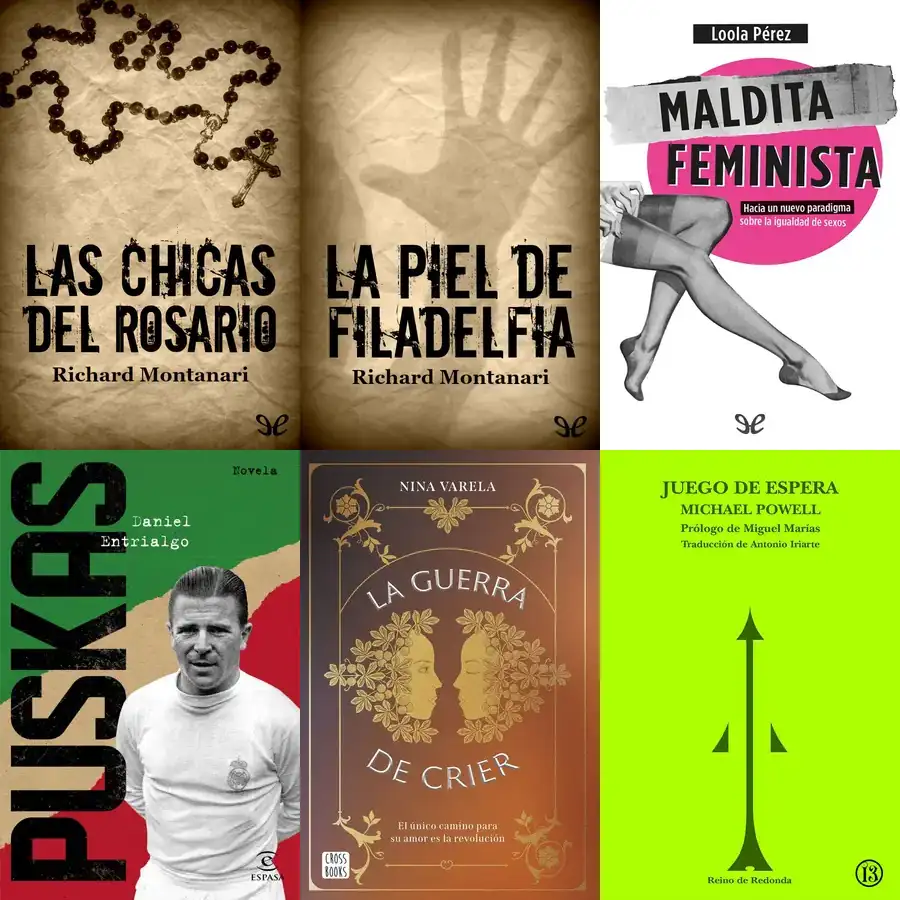 LAS CHICAS
DEL ROSARIO
Richard Montanari
LA PIEL DE
FILADELFIA
Richard Montanari
Loola Pérez
MALDITA
FEMINISTA
Hacia un nuevo paradigma
sobre la igualdad de sexos
PUSKAS
Novela
Daniel
Entrialgo
e
ESPASA
NINA VARELA
LA GUERRA
DE CRIER
El único camino para
su amor es la revolución
CROSS
BOOKS
JUEGO DE ESPERA
MICHAEL POWELL
Prólogo de Miguel Marías
Traducción de Antonio Iriarte
Reino de Redonda
13